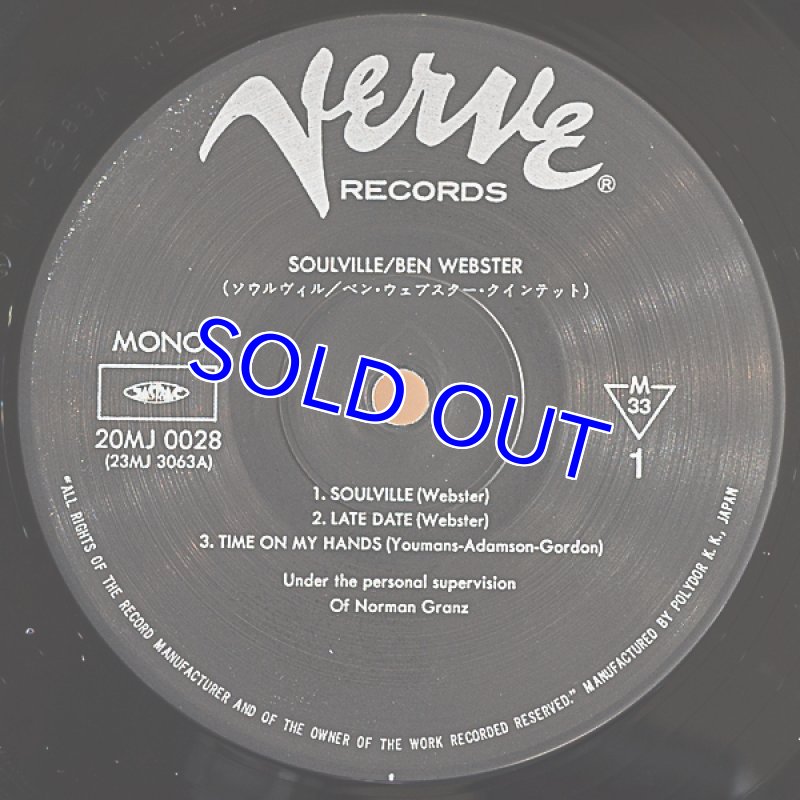 VERVE
RECORDS ®
SOULVILLE/BEN WEBSTER
(ソウルヴィル/ベン・ウェブスター・クインテット)
MONO
20MJ 0028
(23MJ 3063A)
M
33
1
SOLD OUT
1. SOULVILLE (Webster)
2. LATE DATE (Webster)
3. TIME ON MY HANDS (Youmans-Adamson-Gordon)
Under the personal supervision
Of Norman Granz
"ALL RIGHTS OF THE RECORD MANUFACTURER AND OF THE OWNER OF THE WORK RECORDED RESERVED." MANUFACTURED BY POLYDOR K. K., JAPAN